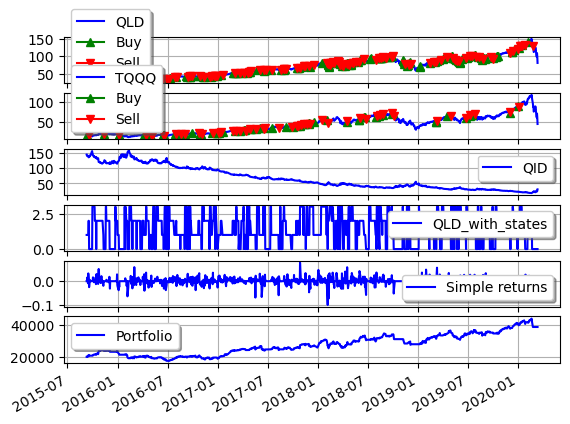 QLD
Buy
Sell
150
100
50
TQQQ
Buy
Sell
100
50
150
100
50
QID
2.5
0.0
QLD_with_states
0.0
−0.1
Simple returns
40000
20000
Portfolio
2015-07
2016-01
2016-07
2017-01
2017-07
2018-01
2018-07
2019-01
2019-07
2020-01